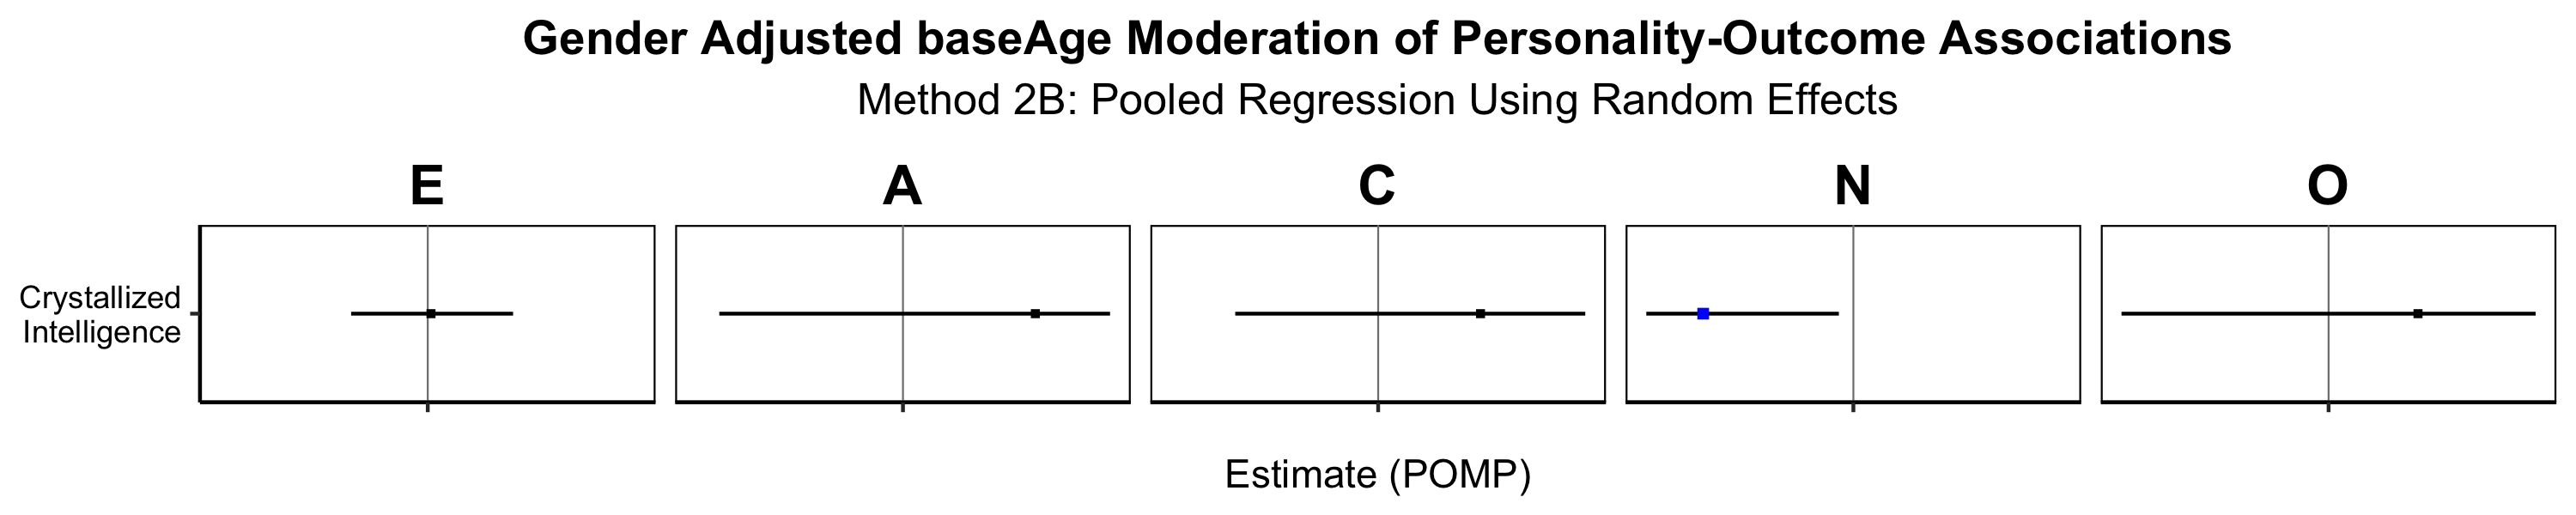 Gender Adjusted baseAge Moderation of Personality-Outcome Associations
Method 2B: Pooled Regression Using Random Effects
E A C N O
Crystallized
Intelligence
Estimate (POMP)